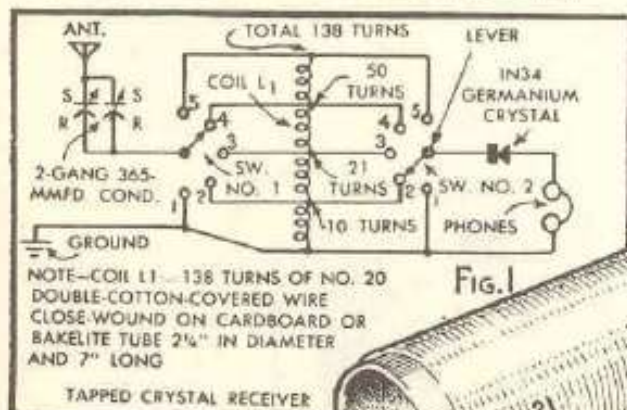 ANT.
TOTAL 138 TURNS
LEVER
COIL L1
50
TURNS
IN34
GERMANIUM
CRYSTAL
S
S
R
R
5
4
3
2
1
5
4
3
2
1
2-GANG 365-
MMFD. COND.
SW.
NO. 1
21
TURNS
SW. NO. 2
10 TURNS
PHONES
GROUND
FIG. 1
NOTE—COIL L1—138 TURNS OF NO. 20
DOUBLE-COTTON-COVERED WIRE
CLOSE-WOUND ON CARDBOARD OR
BAKELITE TUBE 2¼" IN DIAMETER
AND 7" LONG
TAPPED CRYSTAL RECEIVER